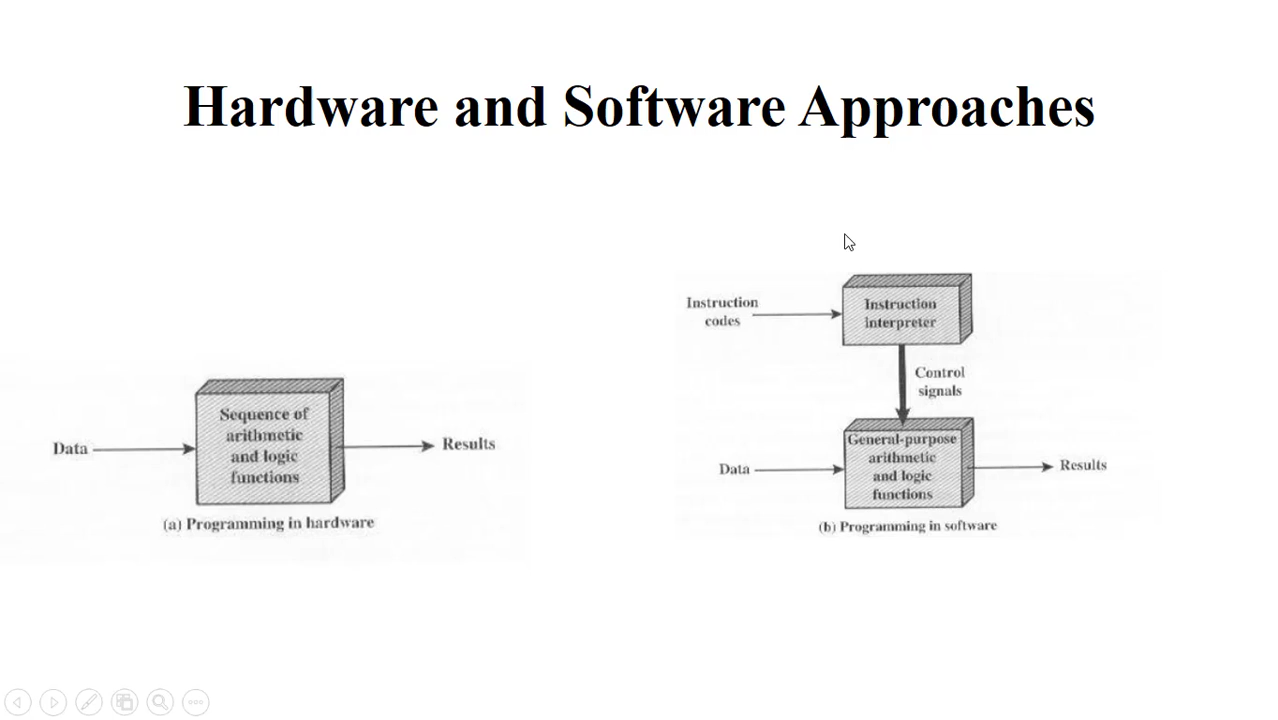 Hardware and Software Approaches
Data
Sequence of
arithmetic
and logic
functions
Results
(a) Programming in hardware
Instruction
codes
Instruction
interpreter
Control
signals
Data
General-purpose
arithmetic
and logic
functions
Results
(b) Programming in software